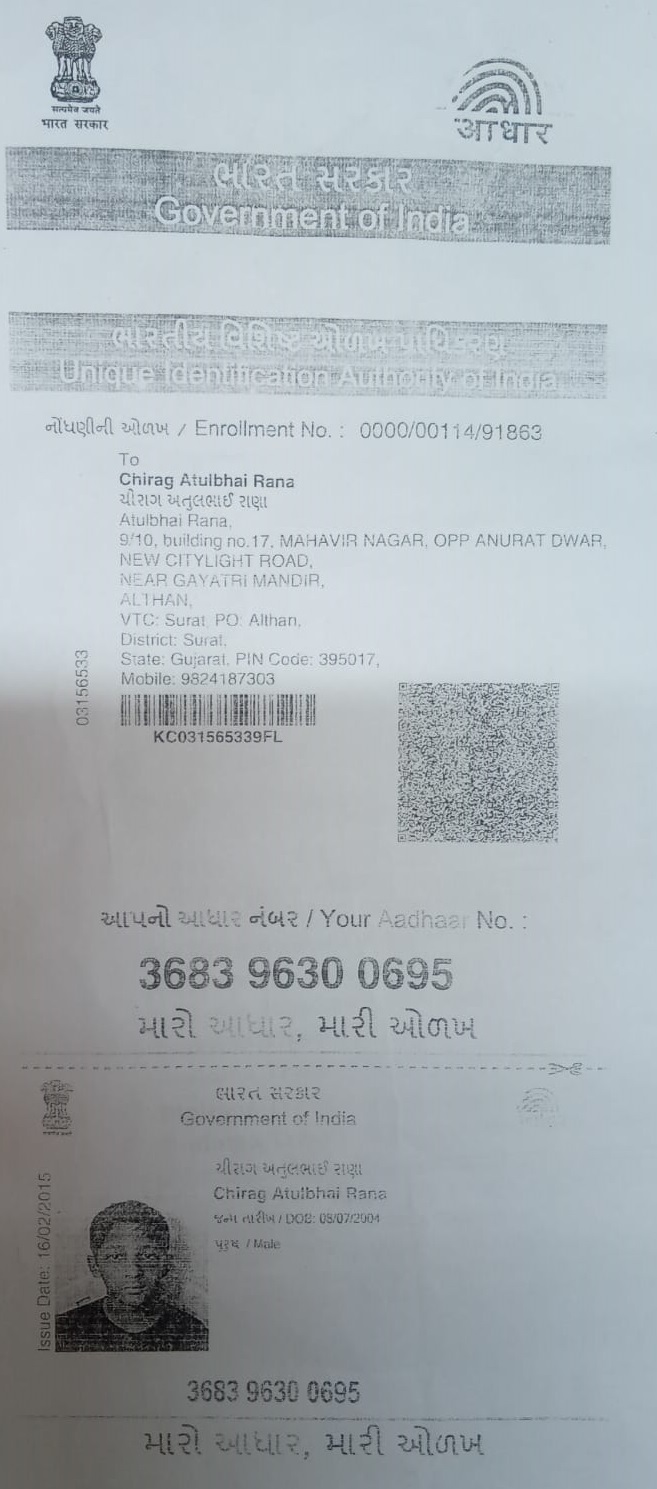 सत्यमेव जयते
भारत सरकार
आधार
ભારત સરકાર
Government of India
ભારતીય વિશિષ્ટ ઓળખ પ્રાધિકરણ
Unique Identification Authority of India
નોંધણીની ઓળખ / Enrollment No. : 0000/00114/91863
To
Chirag Atulbhai Rana
ચીરાગ અતુલભાઈ રાણા
Atulbhai Rana,
9/10, building no.17, MAHAVIR NAGAR, OPP ANURAT DWAR,
NEW CITYLIGHT ROAD,
NEAR GAYATRI MANDIR,
ALTHAN,
VTC: Surat, PO: Althan,
District: Surat,
State: Gujarat, PIN Code: 395017,
Mobile: 9824187303
03156533
KC031565339FL
આપનો આધાર નંબર / Your Aadhaar No. :
3683 9630 0695
મારો આધાર, મારી ઓળખ
ભારત સરકાર
Government of India
Issue Date: 16/02/2015
ચીરાગ અતુલભાઈ રાણા
Chirag Atulbhai Rana
જન્મ તારીખ / DOB: 08/07/2004
પુરુષ / Male
3683 9630 0695
મારો આધાર, મારી ઓળખ